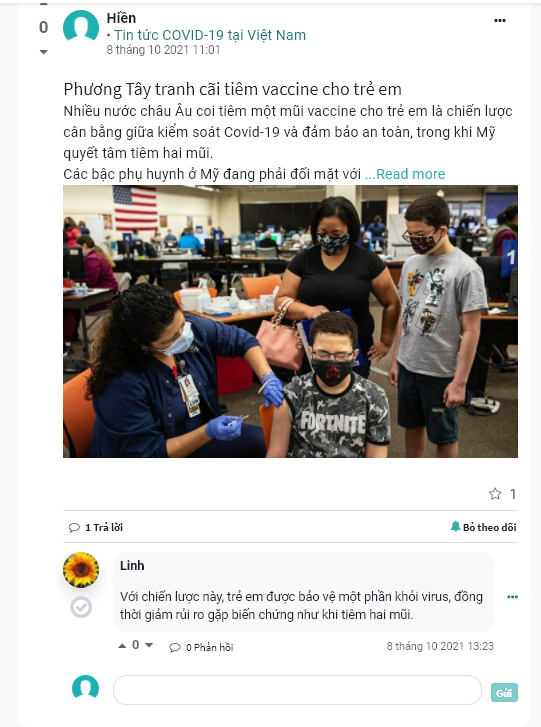 0
Hiền
• Tin tức COVID-19 tại Việt Nam
8 tháng 10 2021 11:01
Phương Tây tranh cãi tiêm vaccine cho trẻ em
Nhiều nước châu Âu coi tiêm một mũi vaccine cho trẻ em là chiến lược
cân bằng giữa kiểm soát Covid-19 và đảm bảo an toàn, trong khi Mỹ
quyết tâm tiêm hai mũi.
Các bậc phụ huynh ở Mỹ đang phải đối mặt với ...Read more
1
FORTNITE
1
1 Trả lời
Bỏ theo dõi
Linh
Với chiến lược này, trẻ em được bảo vệ một phần khỏi virus, đồng
thời giảm rủi ro gặp biến chứng như khi tiêm hai mũi.
0
0 Phản hồi
8 tháng 10 2021 13:23
Gửi